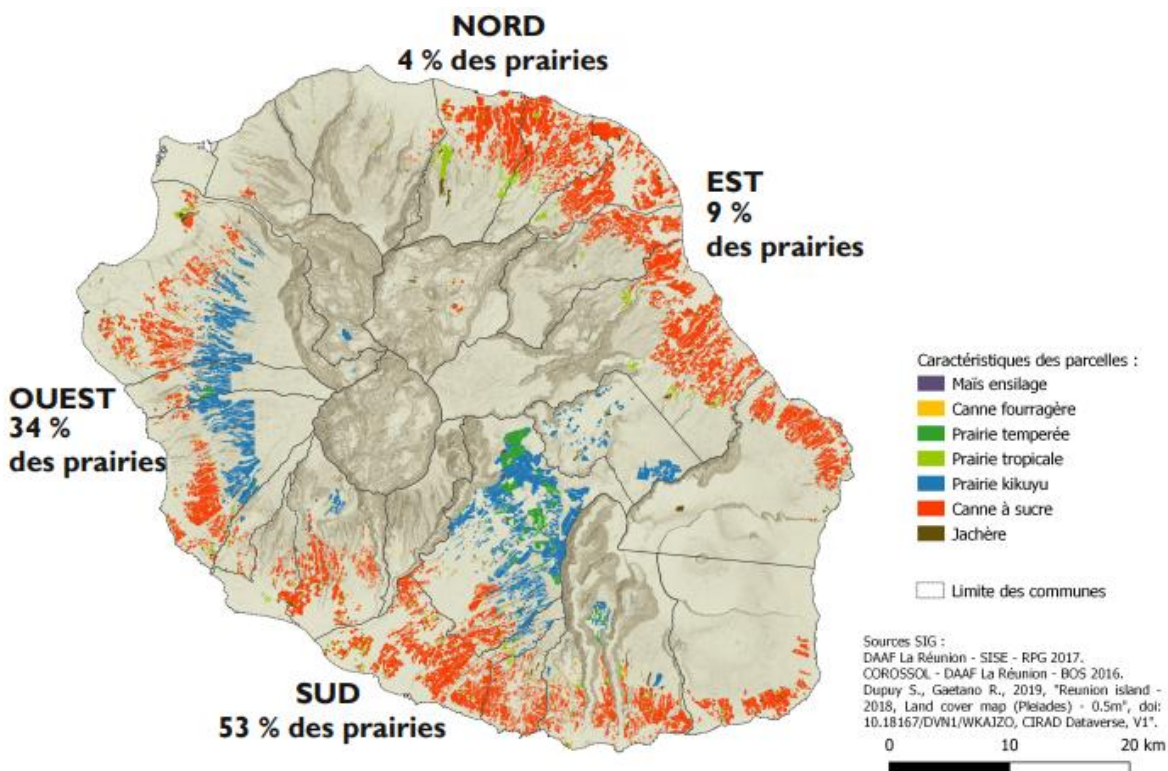 NORD
4 % des prairies
EST
9 %
des prairies
OUEST
34 %
des prairies
SUD
53 % des prairies
Caractéristiques des parcelles :
Maïs ensilage
Canne fourragère
Prairie temperée
Prairie tropicale
Prairie kikuyu
Canne à sucre
Jachère
Limite des communes
Sources SIG :
DAAF La Réunion - SISE - RPG 2017.
COROSSOL - DAAF La Réunion - BOS 2016.
Dupuy S., Gaetano R., 2019, "Reunion island -
2018, Land cover map (Pleiades) - 0.5m", doi:
10.18167/DVN1/WKAJZO, CIRAD Dataverse, V1".
0 10 20 km